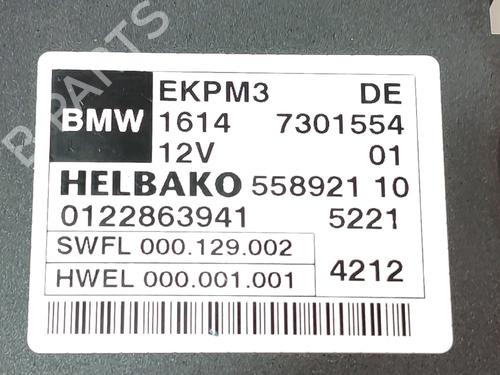 B-PARTS
BMW EKPM3 DE
1614 7301554
12V 01
HELBAKO 558921 10
0122863941 5221
SWFL 000.129.002
HWEL 000.001.001 4212